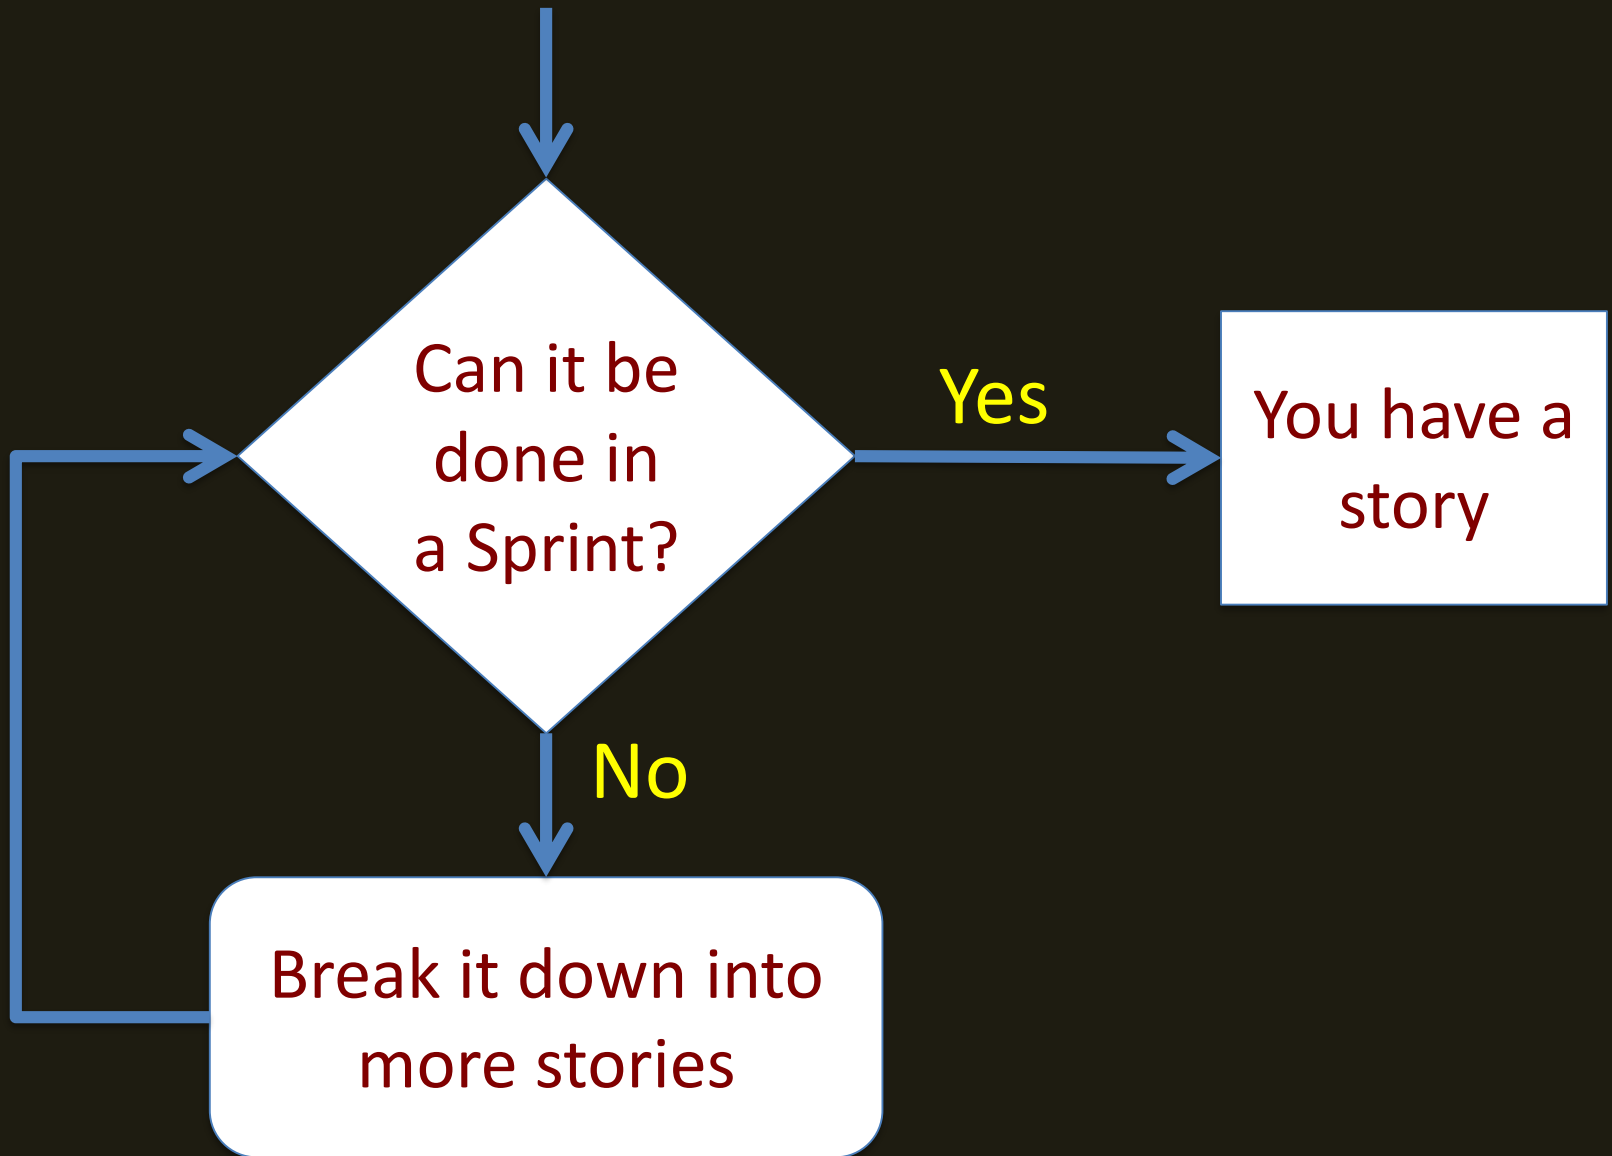 Can it be
done in
a Sprint?
Yes
You have a
story
No
Break it down into
more stories